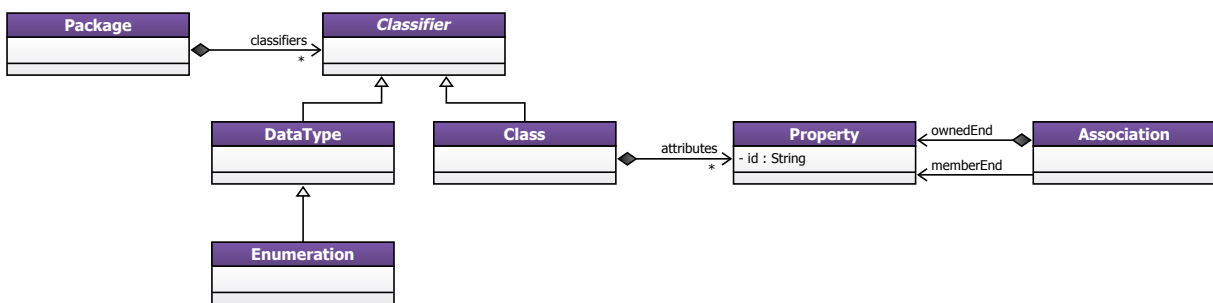 Package
Classifier
classifiers
*
DataType
Class
Property
Association
attributes
*
- id : String
ownedEnd
memberEnd
Enumeration